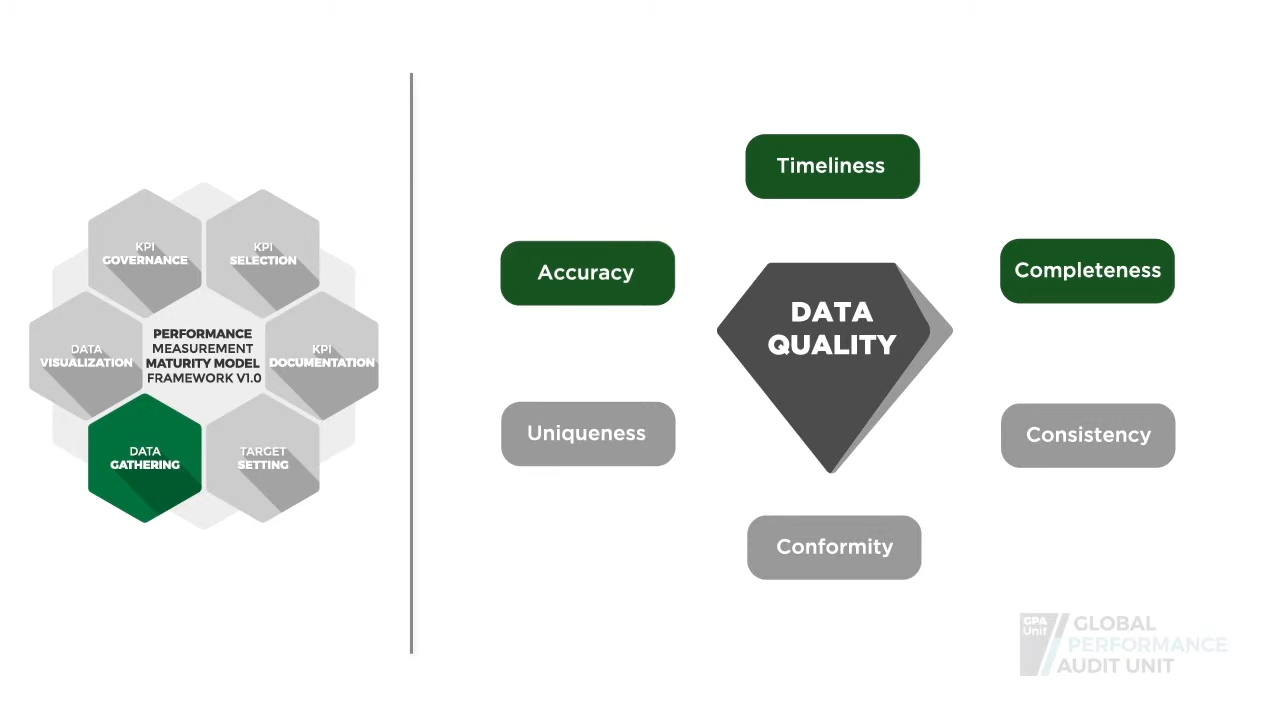 KPI
GOVERNANCE
KPI
SELECTION
DATA
VISUALIZATION
PERFORMANCE
MEASUREMENT
MATURITY MODEL
FRAMEWORK V1.0
KPI
DOCUMENTATION
DATA
GATHERING
TARGET
SETTING
Timeliness
Accuracy
Completeness
DATA
QUALITY
Uniqueness
Consistency
Conformity
GPA
Unit
GLOBAL
PERFORMANCE
AUDIT UNIT